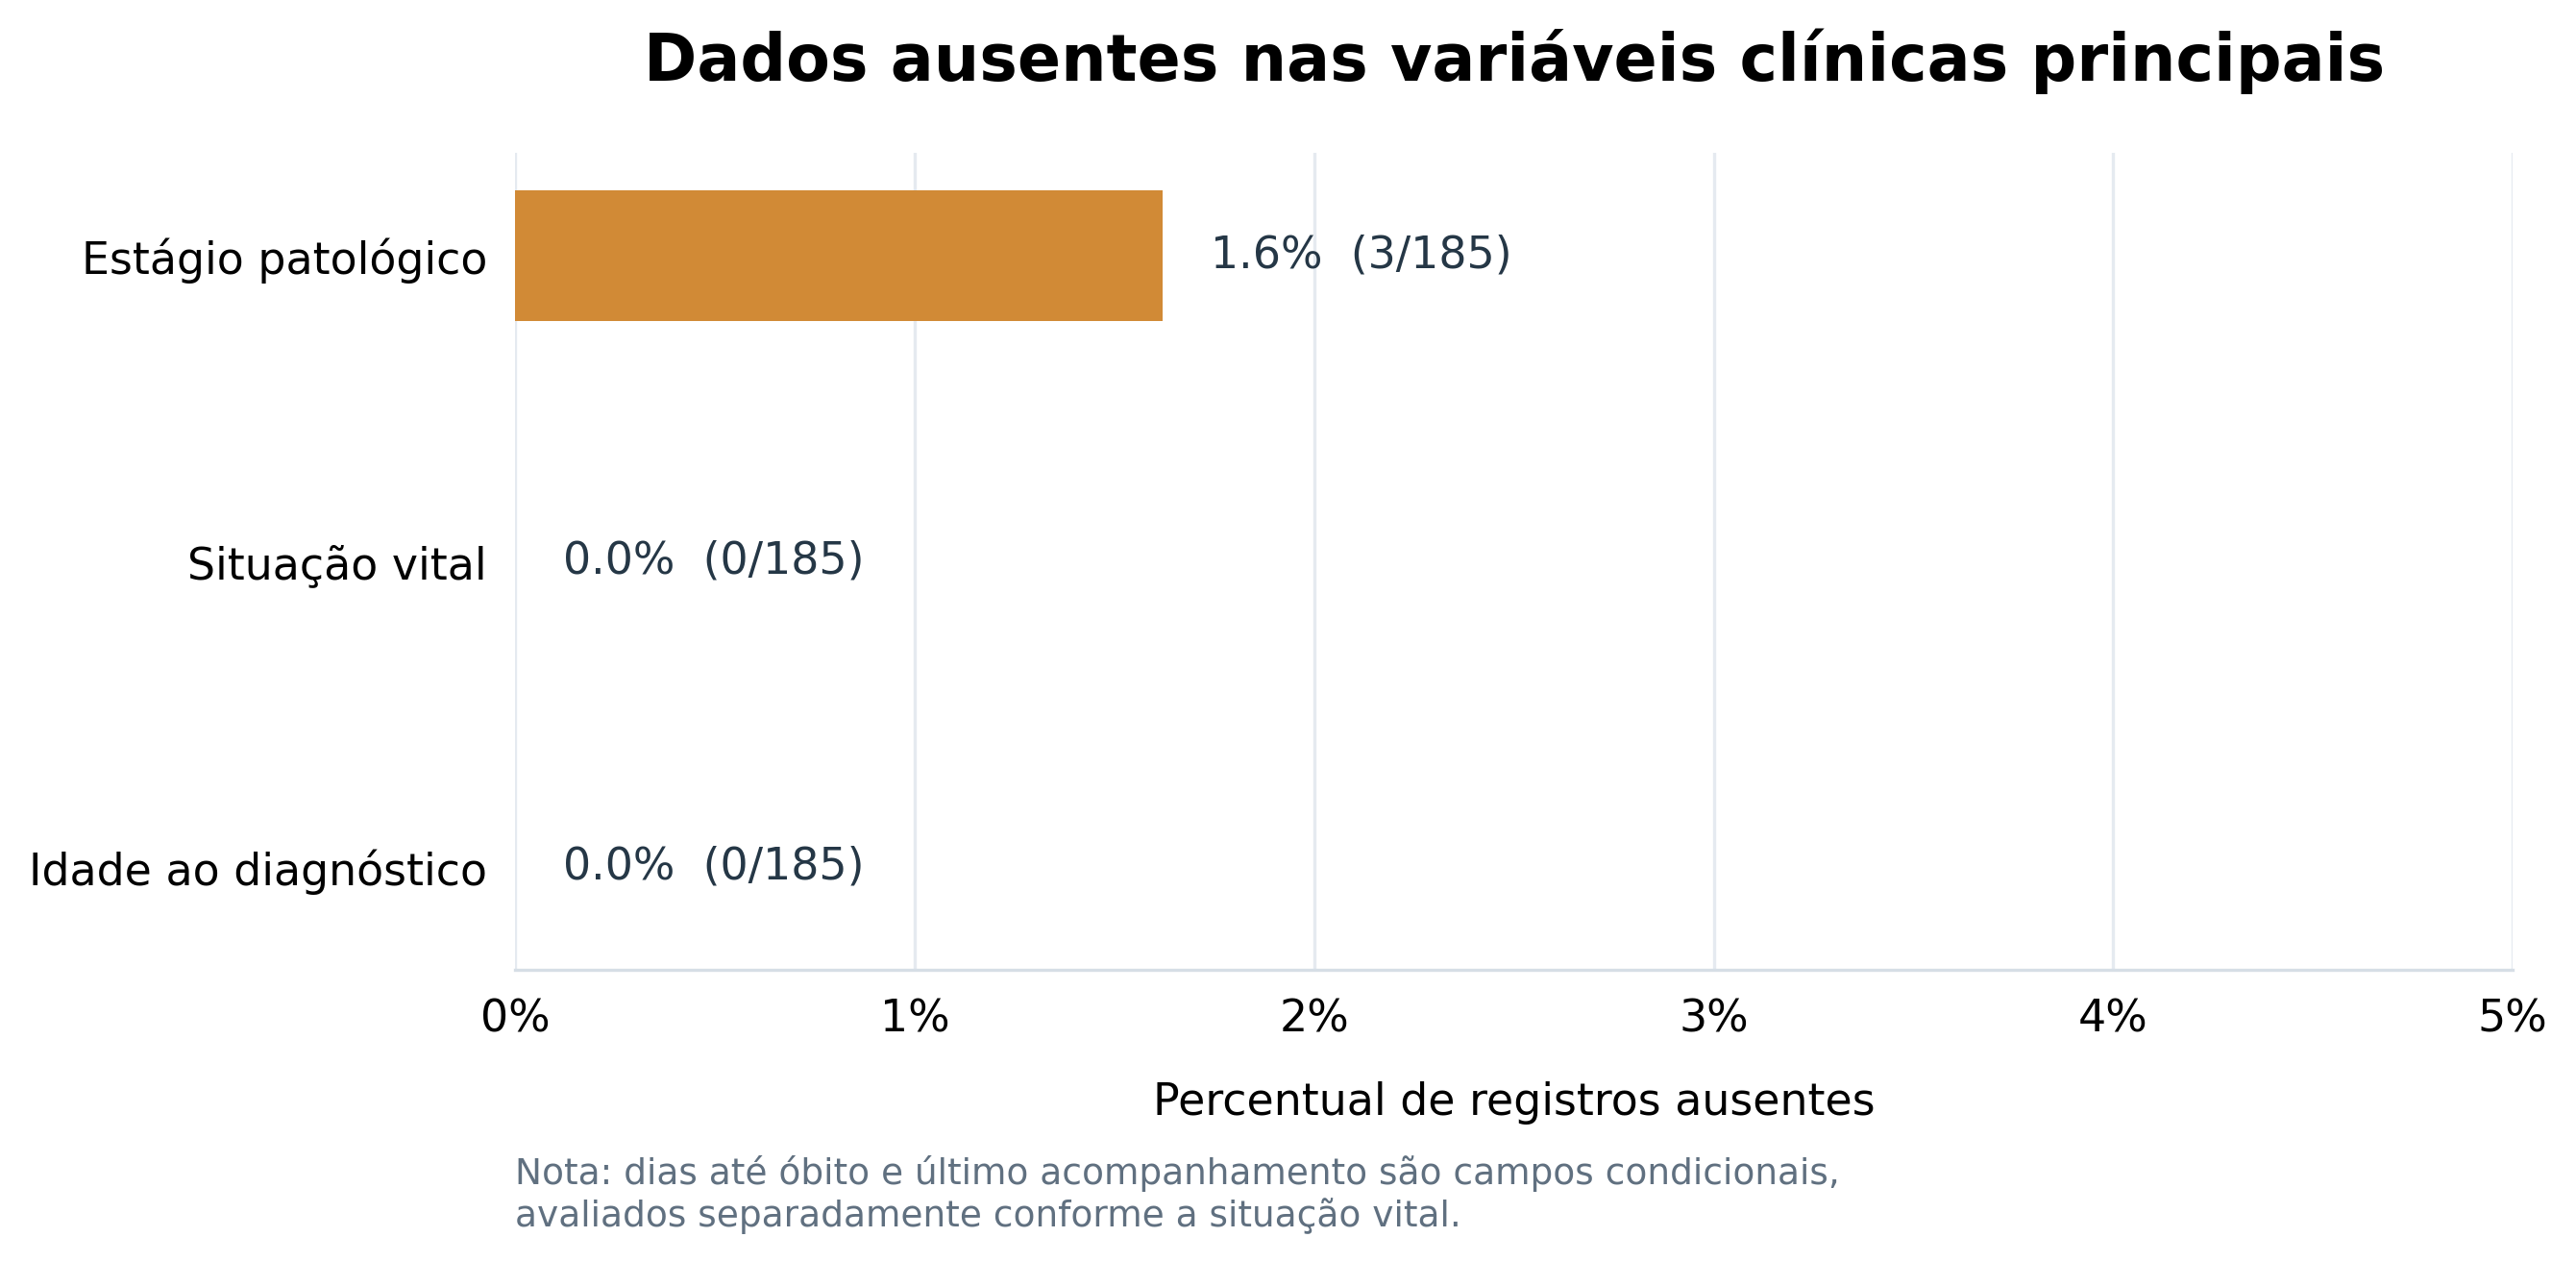 Dados ausentes nas variáveis clínicas principais
Estágio patológico
1.6%  (3/185)
Situação vital
0.0%  (0/185)
Idade ao diagnóstico
0.0%  (0/185)
0%
1%
2%
3%
4%
5%
Percentual de registros ausentes
Nota: dias até óbito e último acompanhamento são campos condicionais,
avaliados separadamente conforme a situação vital.